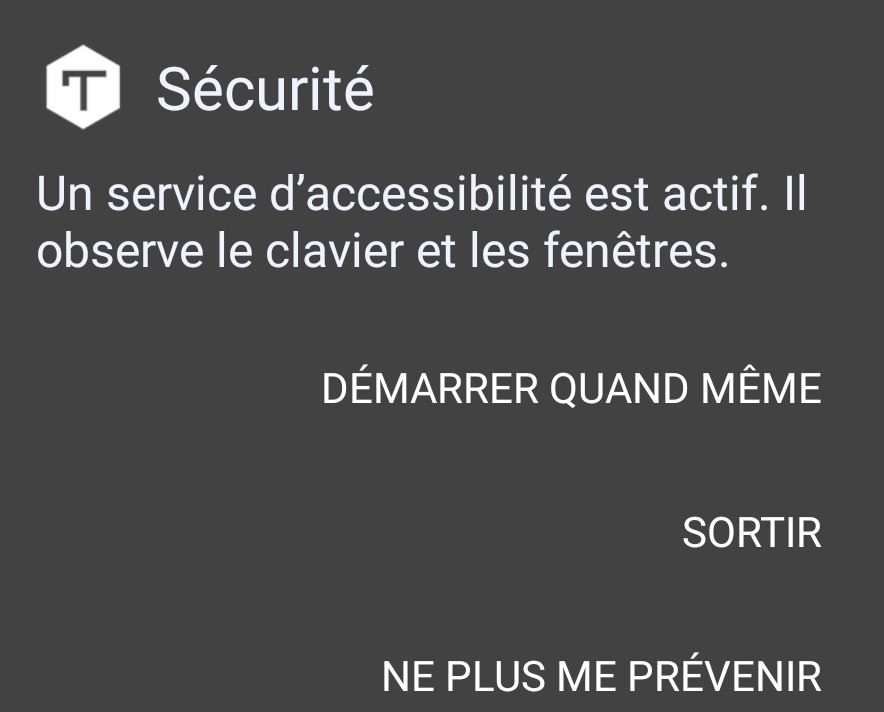 T Sécurité
Un service d’accessibilité est actif. Il
observe le clavier et les fenêtres.
DÉMARRER QUAND MÊME
SORTIR
NE PLUS ME PRÉVENIR